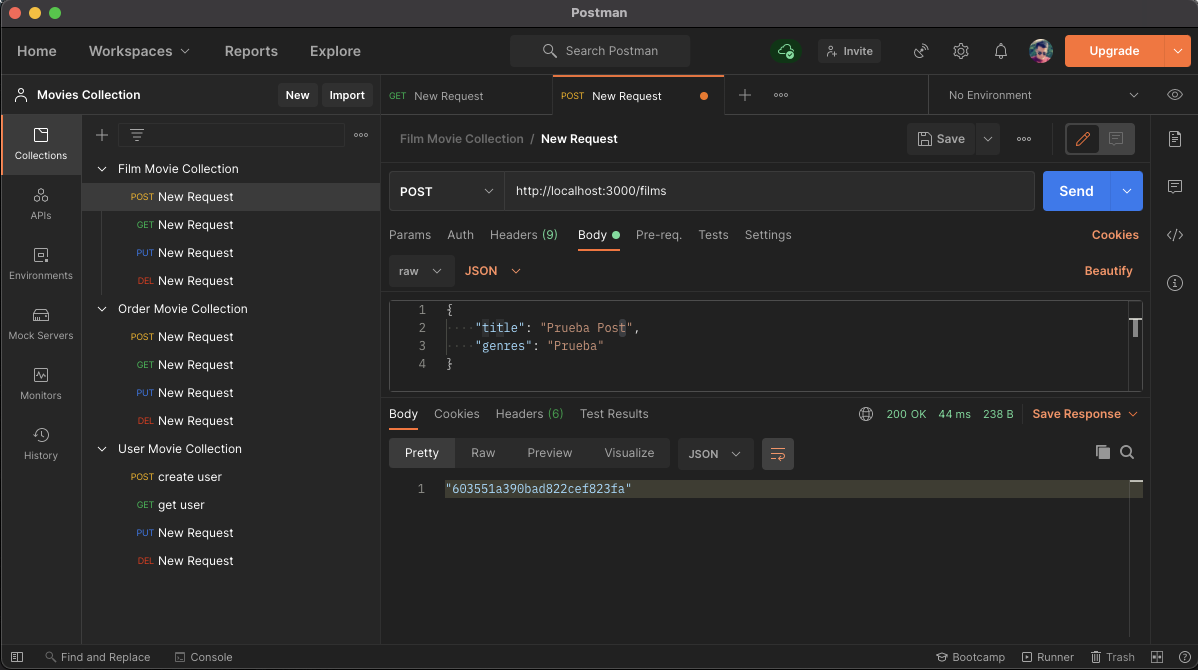 Postman
Home Workspaces Reports Explore Search Postman Invite Upgrade
Movies Collection New Import
GET New Request POST New Request No Environment
Collections
APIs
Environments
Mock Servers
Monitors
History
Film Movie Collection
POST New Request
GET New Request
PUT New Request
DEL New Request
Order Movie Collection
POST New Request
GET New Request
PUT New Request
DEL New Request
User Movie Collection
POST create user
GET get user
PUT New Request
DEL New Request
Film Movie Collection / New Request Save
POST http://localhost:3000/films Send
Params Auth Headers (9) Body Pre-req. Tests Settings Cookies
raw JSON Beautify
1 {
2 "title": "Prueba Post",
3 "genres": "Prueba"
4 }
Body Cookies Headers (6) Test Results 200 OK 44 ms 238 B Save Response
Pretty Raw Preview Visualize JSON
1 "603551a390bad822cef823fa"
Find and Replace Console Bootcamp Runner Trash